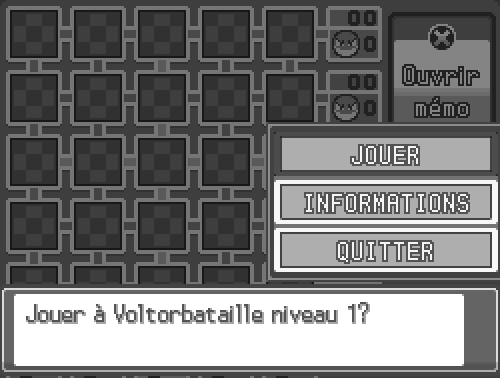 00
0
Ouvrir
mémo
00
0
JOUER
INFORMATIONS
QUITTER
Jouer à Voltorbataille niveau 1?